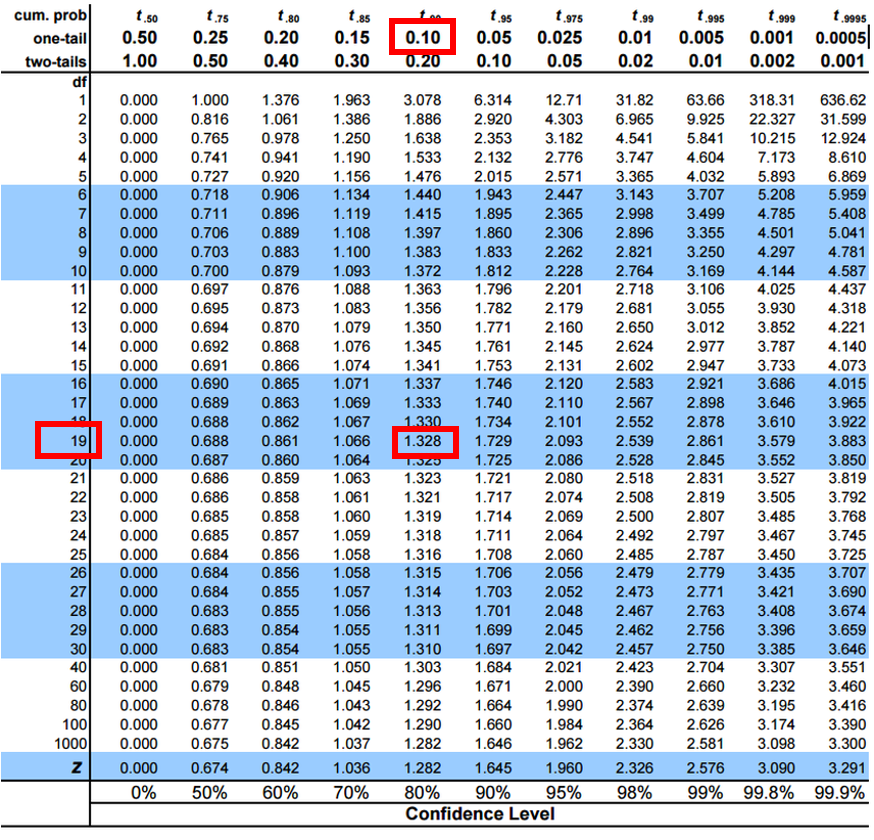 cum. prob t.50 t.75 t.80 t.85 t.90 t.95 t.975 t.99 t.995 t.999 t.9995
one-tail 0.50 0.25 0.20 0.15 0.10 0.05 0.025 0.01 0.005 0.001 0.0005
two-tails 1.00 0.50 0.40 0.30 0.20 0.10 0.05 0.02 0.01 0.002 0.001
df
1 0.000 1.000 1.376 1.963 3.078 6.314 12.71 31.82 63.66 318.31 636.62
2 0.000 0.816 1.061 1.386 1.886 2.920 4.303 6.965 9.925 22.327 31.599
3 0.000 0.765 0.978 1.250 1.638 2.353 3.182 4.541 5.841 10.215 12.924
4 0.000 0.741 0.941 1.190 1.533 2.132 2.776 3.747 4.604 7.173 8.610
5 0.000 0.727 0.920 1.156 1.476 2.015 2.571 3.365 4.032 5.893 6.869
6 0.000 0.718 0.906 1.134 1.440 1.943 2.447 3.143 3.707 5.208 5.959
7 0.000 0.711 0.896 1.119 1.415 1.895 2.365 2.998 3.499 4.785 5.408
8 0.000 0.706 0.889 1.108 1.397 1.860 2.306 2.896 3.355 4.501 5.041
9 0.000 0.703 0.883 1.100 1.383 1.833 2.262 2.821 3.250 4.297 4.781
10 0.000 0.700 0.879 1.093 1.372 1.812 2.228 2.764 3.169 4.144 4.587
11 0.000 0.697 0.876 1.088 1.363 1.796 2.201 2.718 3.106 4.025 4.437
12 0.000 0.695 0.873 1.083 1.356 1.782 2.179 2.681 3.055 3.930 4.318
13 0.000 0.694 0.870 1.079 1.350 1.771 2.160 2.650 3.012 3.852 4.221
14 0.000 0.692 0.868 1.076 1.345 1.761 2.145 2.624 2.977 3.787 4.140
15 0.000 0.691 0.866 1.074 1.341 1.753 2.131 2.602 2.947 3.733 4.073
16 0.000 0.690 0.865 1.071 1.337 1.746 2.120 2.583 2.921 3.686 4.015
17 0.000 0.689 0.863 1.069 1.333 1.740 2.110 2.567 2.898 3.646 3.965
18 0.000 0.688 0.862 1.067 1.330 1.734 2.101 2.552 2.878 3.610 3.922
19 0.000 0.688 0.861 1.066 1.328 1.729 2.093 2.539 2.861 3.579 3.883
20 0.000 0.687 0.860 1.064 1.325 1.725 2.086 2.528 2.845 3.552 3.850
21 0.000 0.686 0.859 1.063 1.323 1.721 2.080 2.518 2.831 3.527 3.819
22 0.000 0.686 0.858 1.061 1.321 1.717 2.074 2.508 2.819 3.505 3.792
23 0.000 0.685 0.858 1.060 1.319 1.714 2.069 2.500 2.807 3.485 3.768
24 0.000 0.685 0.857 1.059 1.318 1.711 2.064 2.492 2.797 3.467 3.745
25 0.000 0.684 0.856 1.058 1.316 1.708 2.060 2.485 2.787 3.450 3.725
26 0.000 0.684 0.856 1.058 1.315 1.706 2.056 2.479 2.779 3.435 3.707
27 0.000 0.684 0.855 1.057 1.314 1.703 2.052 2.473 2.771 3.421 3.690
28 0.000 0.683 0.855 1.056 1.313 1.701 2.048 2.467 2.763 3.408 3.674
29 0.000 0.683 0.854 1.055 1.311 1.699 2.045 2.462 2.756 3.396 3.659
30 0.000 0.683 0.854 1.055 1.310 1.697 2.042 2.457 2.750 3.385 3.646
40 0.000 0.681 0.851 1.050 1.303 1.684 2.021 2.423 2.704 3.307 3.551
60 0.000 0.679 0.848 1.045 1.296 1.671 2.000 2.390 2.660 3.232 3.460
80 0.000 0.678 0.846 1.043 1.292 1.664 1.990 2.374 2.639 3.195 3.416
100 0.000 0.677 0.845 1.042 1.290 1.660 1.984 2.364 2.626 3.174 3.390
1000 0.000 0.675 0.842 1.037 1.282 1.646 1.962 2.330 2.581 3.098 3.300
z 0.000 0.674 0.842 1.036 1.282 1.645 1.960 2.326 2.576 3.090 3.291
0% 50% 60% 70% 80% 90% 95% 98% 99% 99.8% 99.9%
Confidence Level